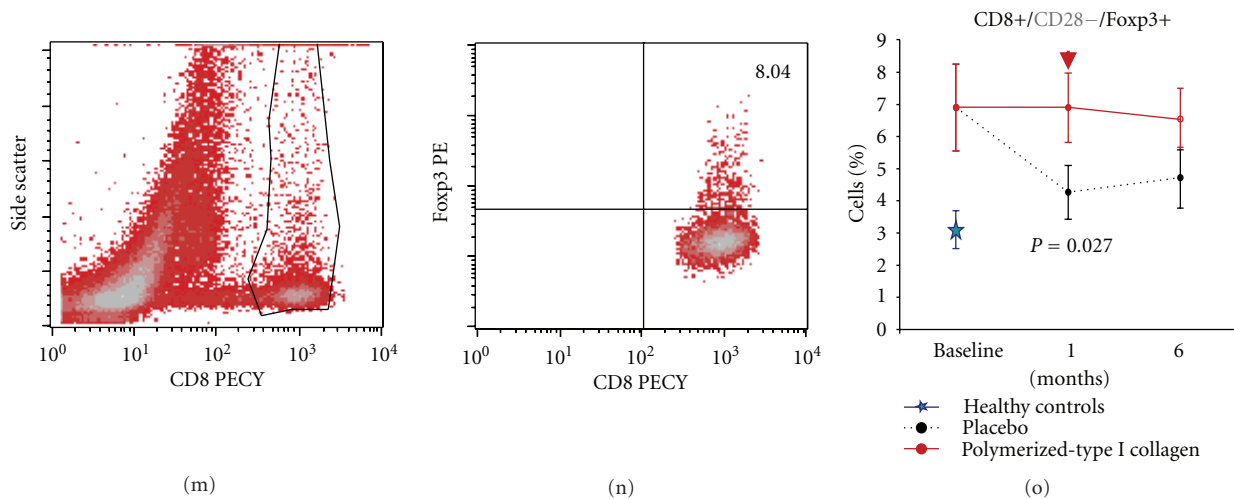 Side scatter
10⁰ 10¹ 10² 10³ 10⁴
CD8 PECY
(m)
Foxp3 PE
8.04
10⁰ 10¹ 10² 10³ 10⁴
CD8 PECY
(n)
CD8+/CD28−/Foxp3+
Cells (%)
9
8
7
6
5
4
3
2
1
0
P = 0.027
Baseline 1 6
(months)
Healthy controls
Placebo
Polymerized-type I collagen
(o)